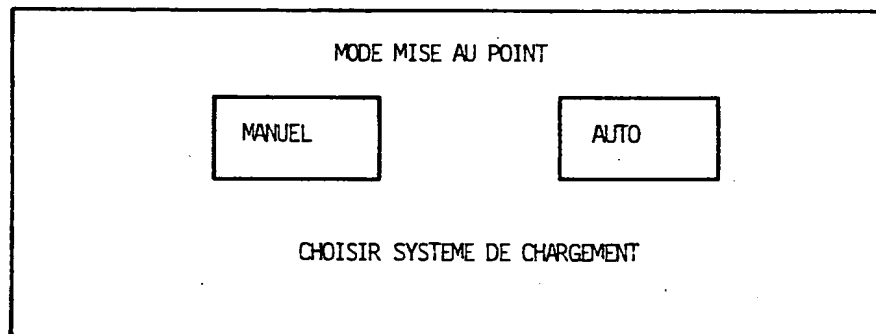 MODE MISE AU POINT
MANUEL AUTO
CHOISIR SYSTEME DE CHARGEMENT